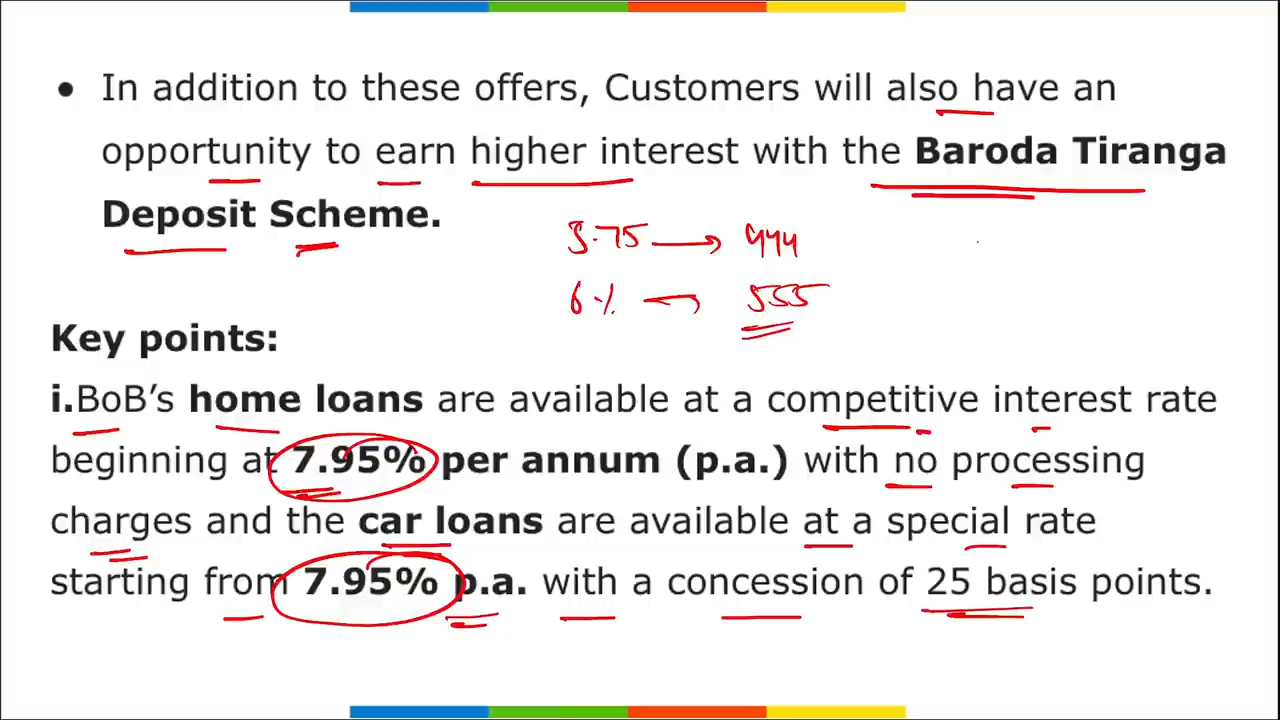 • In addition to these offers, Customers will also have an
opportunity to earn higher interest with the Baroda Tiranga
Deposit Scheme.
5.75 → 444
6% ← 555
Key points:
i.BoB’s home loans are available at a competitive interest rate
beginning at 7.95% per annum (p.a.) with no processing
charges and the car loans are available at a special rate
starting from 7.95% p.a. with a concession of 25 basis points.